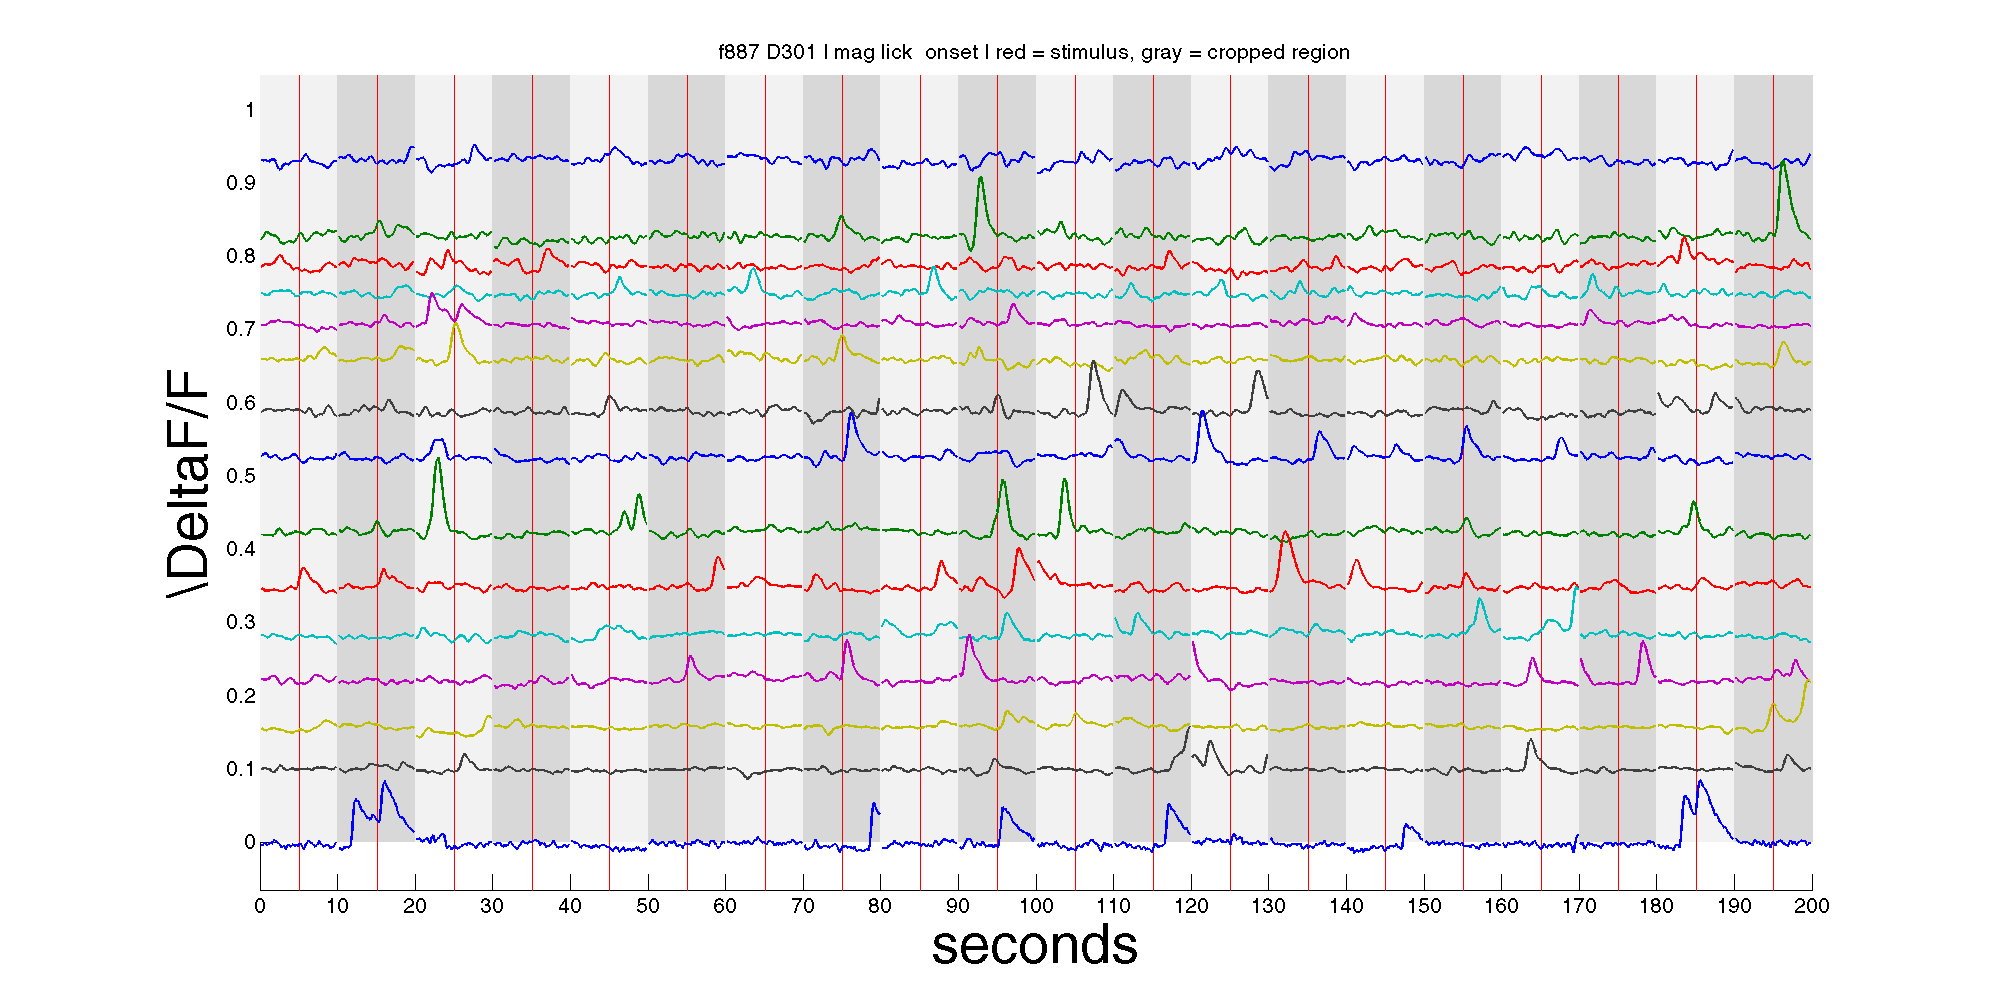 f887 D301 | mag lick  onset | red = stimulus, gray = cropped region
1
0.9
0.8
0.7
0.6
0.5
0.4
0.3
0.2
0.1
0
\DeltaF/F
0 10 20 30 40 50 60 70 80 90 100 110 120 130 140 150 160 170 180 190 200
seconds